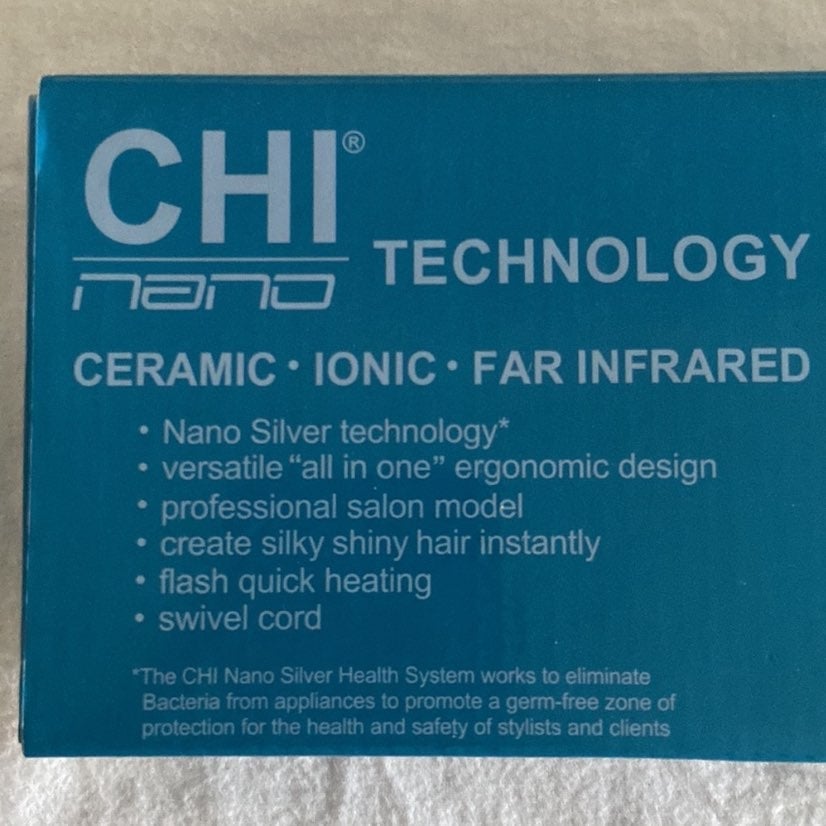 CHI®
nano TECHNOLOGY
CERAMIC • IONIC • FAR INFRARED
• Nano Silver technology*
• versatile “all in one” ergonomic design
• professional salon model
• create silky shiny hair instantly
• flash quick heating
• swivel cord
*The CHI Nano Silver Health System works to eliminate
Bacteria from appliances to promote a germ-free zone of
protection for the health and safety of stylists and clients